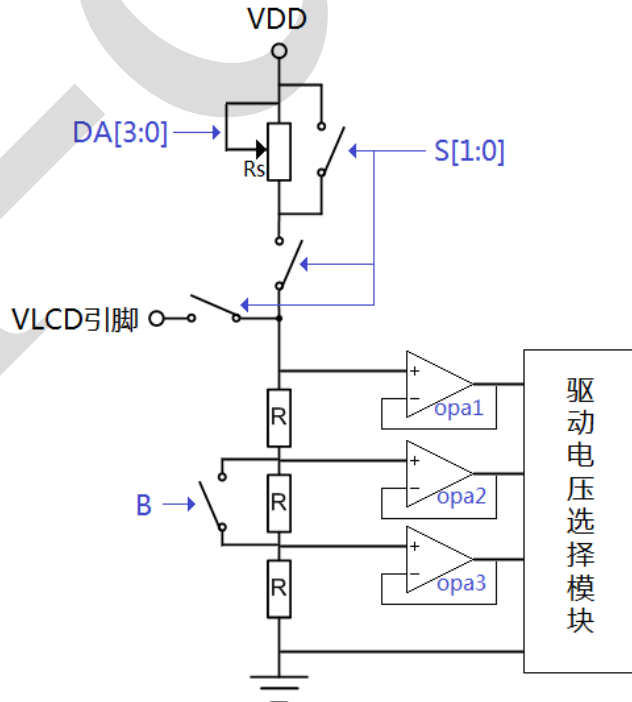 VDD
DA[3:0]
Rs
S[1:0]
VLCD引脚
+
−
opa1
R
+
−
opa2
B
R
+
−
opa3
R
驱动电压选择模块